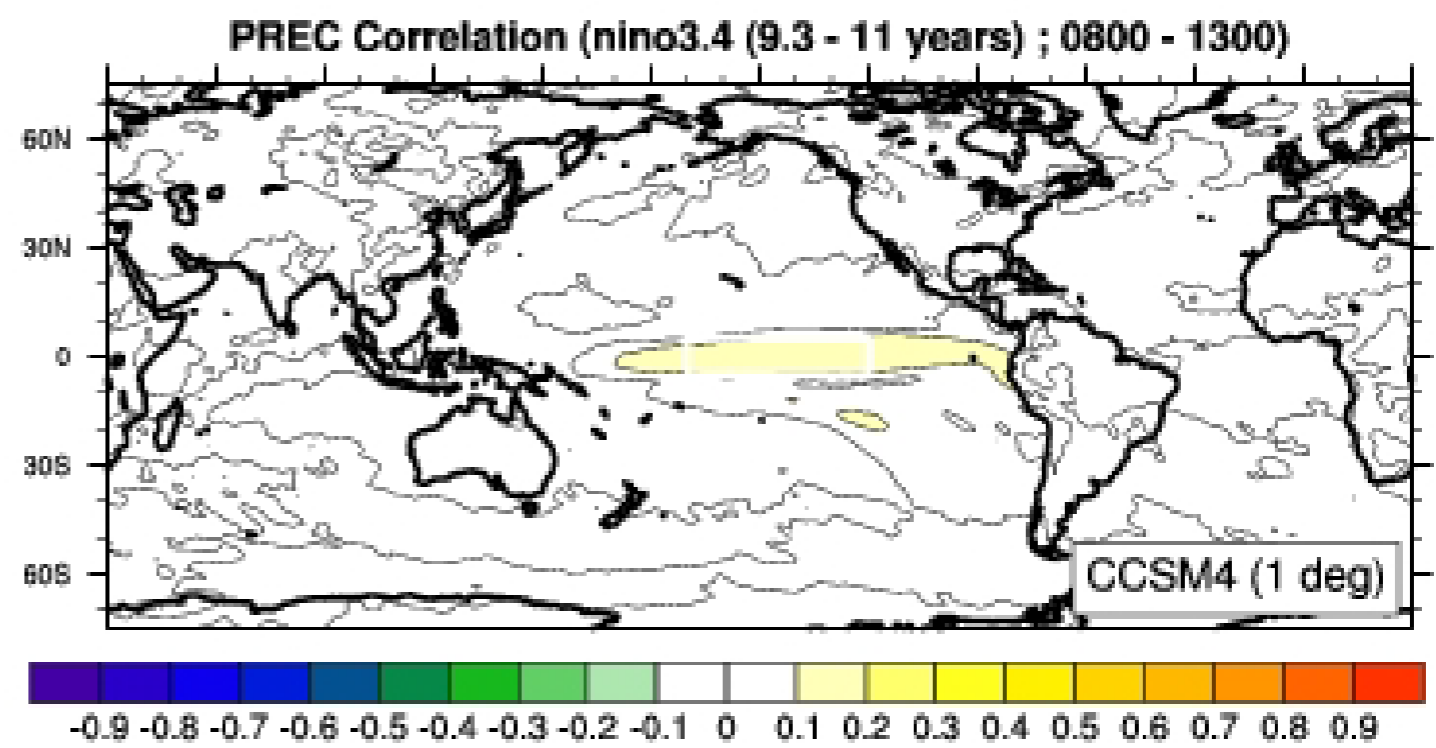 PREC Correlation (nino3.4 (9.3 - 11 years) ; 0800 - 1300)
60N
30N
0
30S
60S
CCSM4 (1 deg)
-0.9 -0.8 -0.7 -0.6 -0.5 -0.4 -0.3 -0.2 -0.1 0 0.1 0.2 0.3 0.4 0.5 0.6 0.7 0.8 0.9